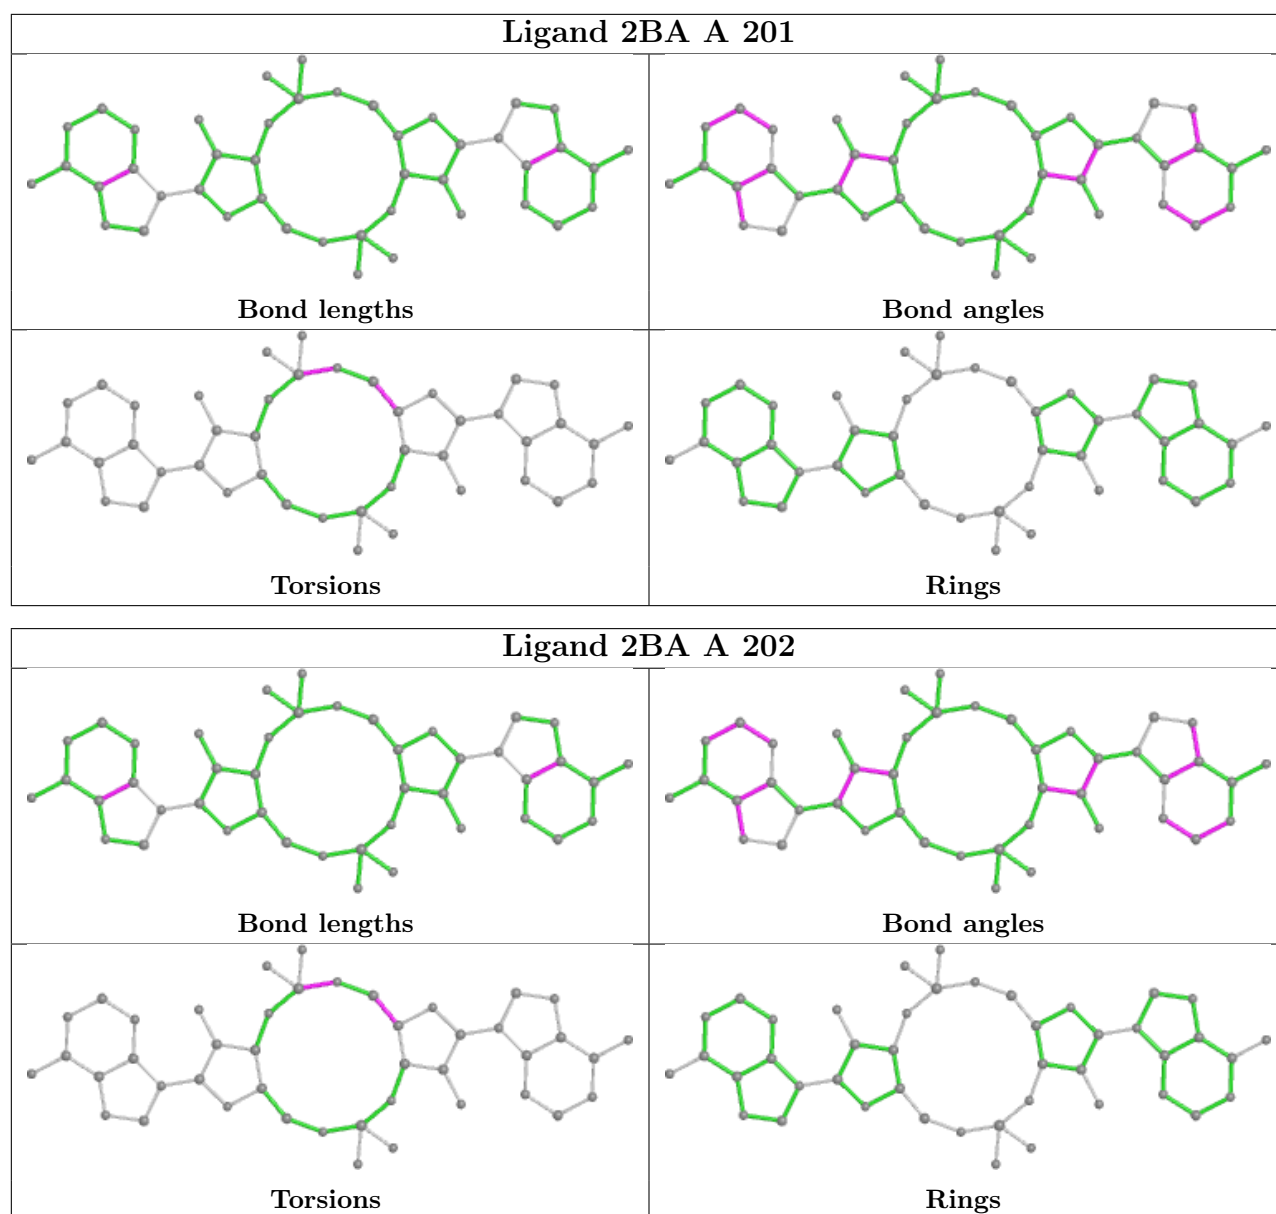 Ligand 2BA A 201
Bond lengths
Bond angles
Torsions
Rings
Ligand 2BA A 202
Bond lengths
Bond angles
Torsions
Rings